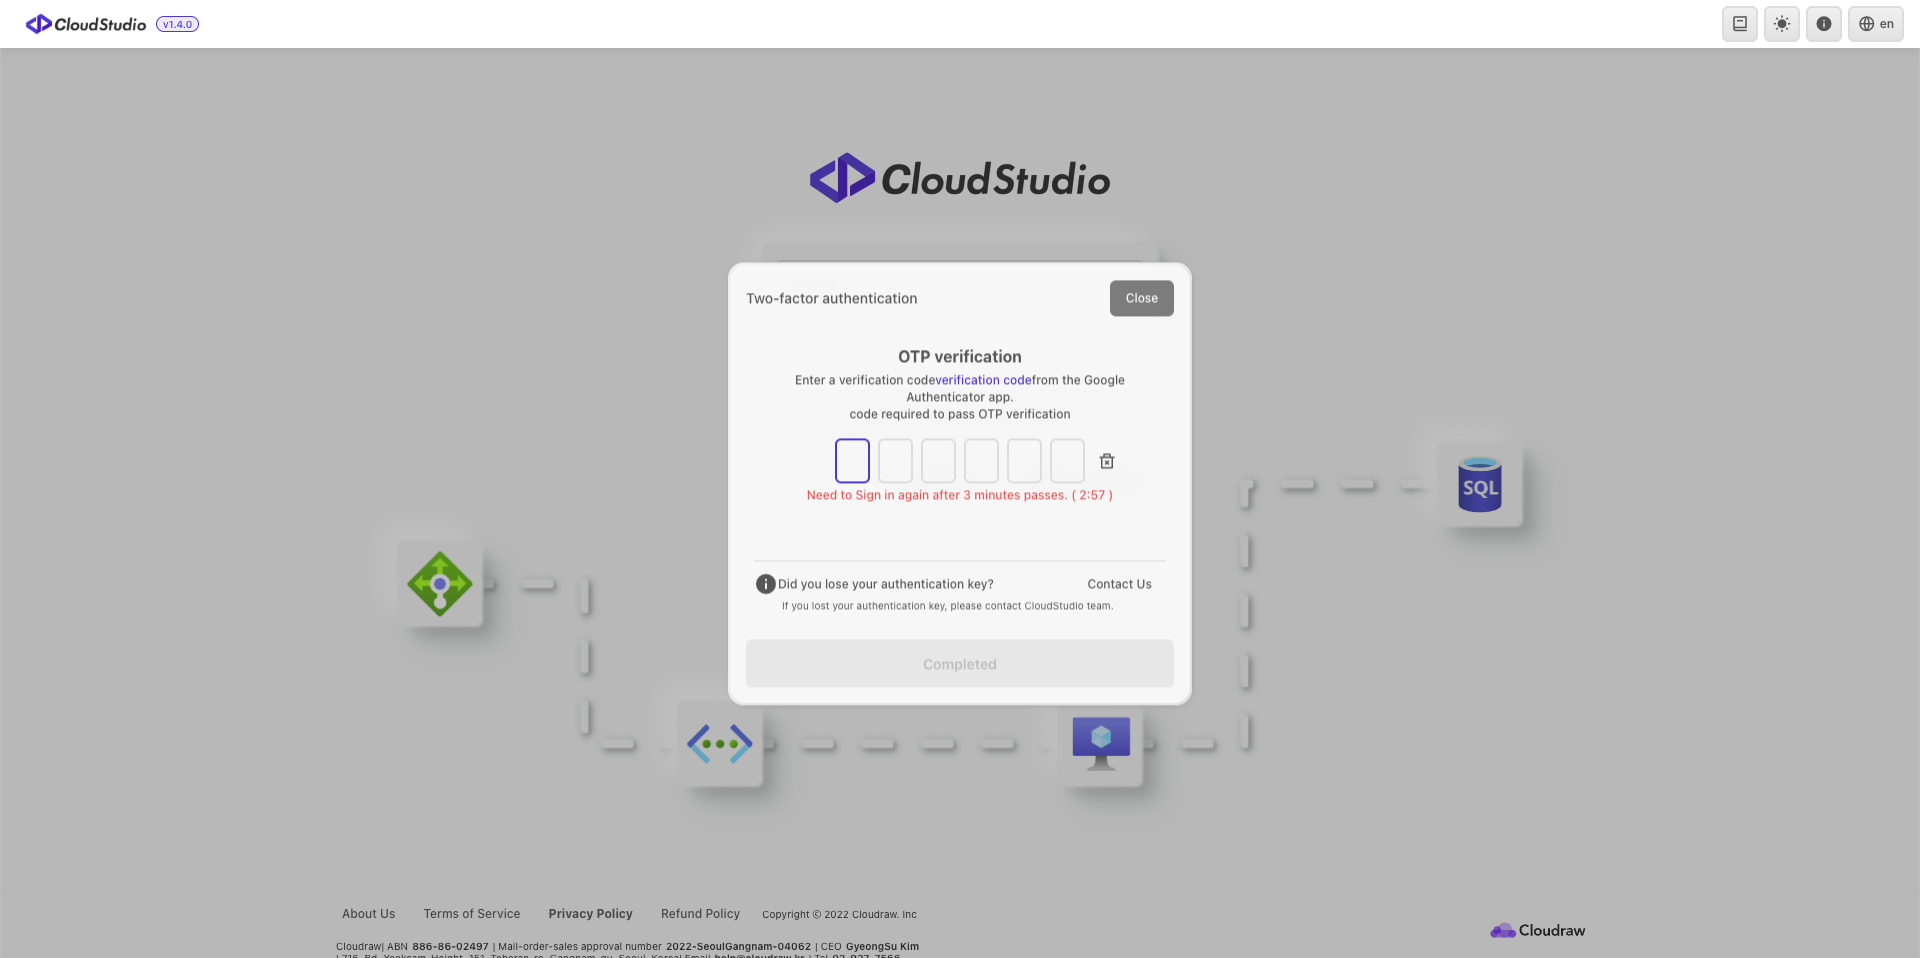 CloudStudio v1.4.0
en
CloudStudio
Two-factor authentication
Close
OTP verification
Enter a verification codeverification codefrom the Google
Authenticator app.
code required to pass OTP verification
Need to Sign in again after 3 minutes passes. ( 2:57 )
Did you lose your authentication key?
Contact Us
If you lost your authentication key, please contact CloudStudio team.
Completed
SQL
About Us Terms of Service Privacy Policy Refund Policy Copyright © 2022 Cloudraw. Inc
Cloudraw
Cloudraw| ABN 886-86-02497 | Mail-order-sales approval number 2022-SeoulGangnam-04062 | CEO GyeongSu Kim